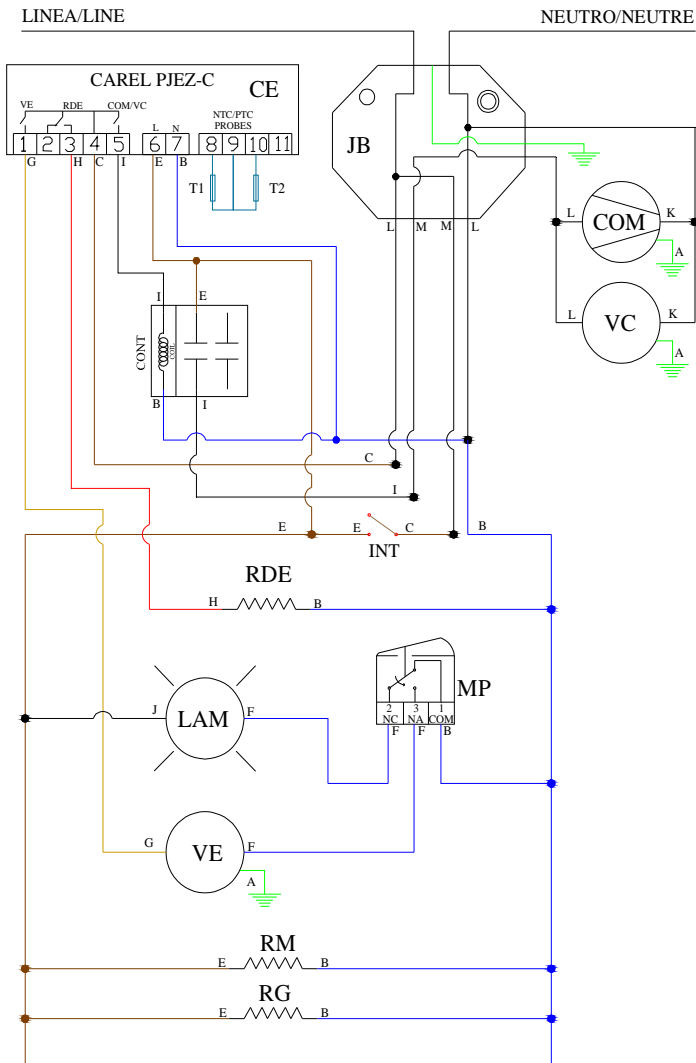 LINEA/LINE
NEUTRO/NEUTRE
CAREL PJEZ-C
CE
VE
RDE
COM/VC
L
N
NTC/PTC
PROBES
1 2 3 4 5 6 7 8 9 10 11
G H C I E B
T1
T2
JB
L M M L
L
COM
K
A
L
VC
K
A
I
E
CONT
COIL
B
I
C
I
E
E
C
B
INT
RDE
H
B
MP
2 3 1
NC NA COM
F F B
J
LAM
F
G
VE
F
A
RM
E
B
RG
E
B